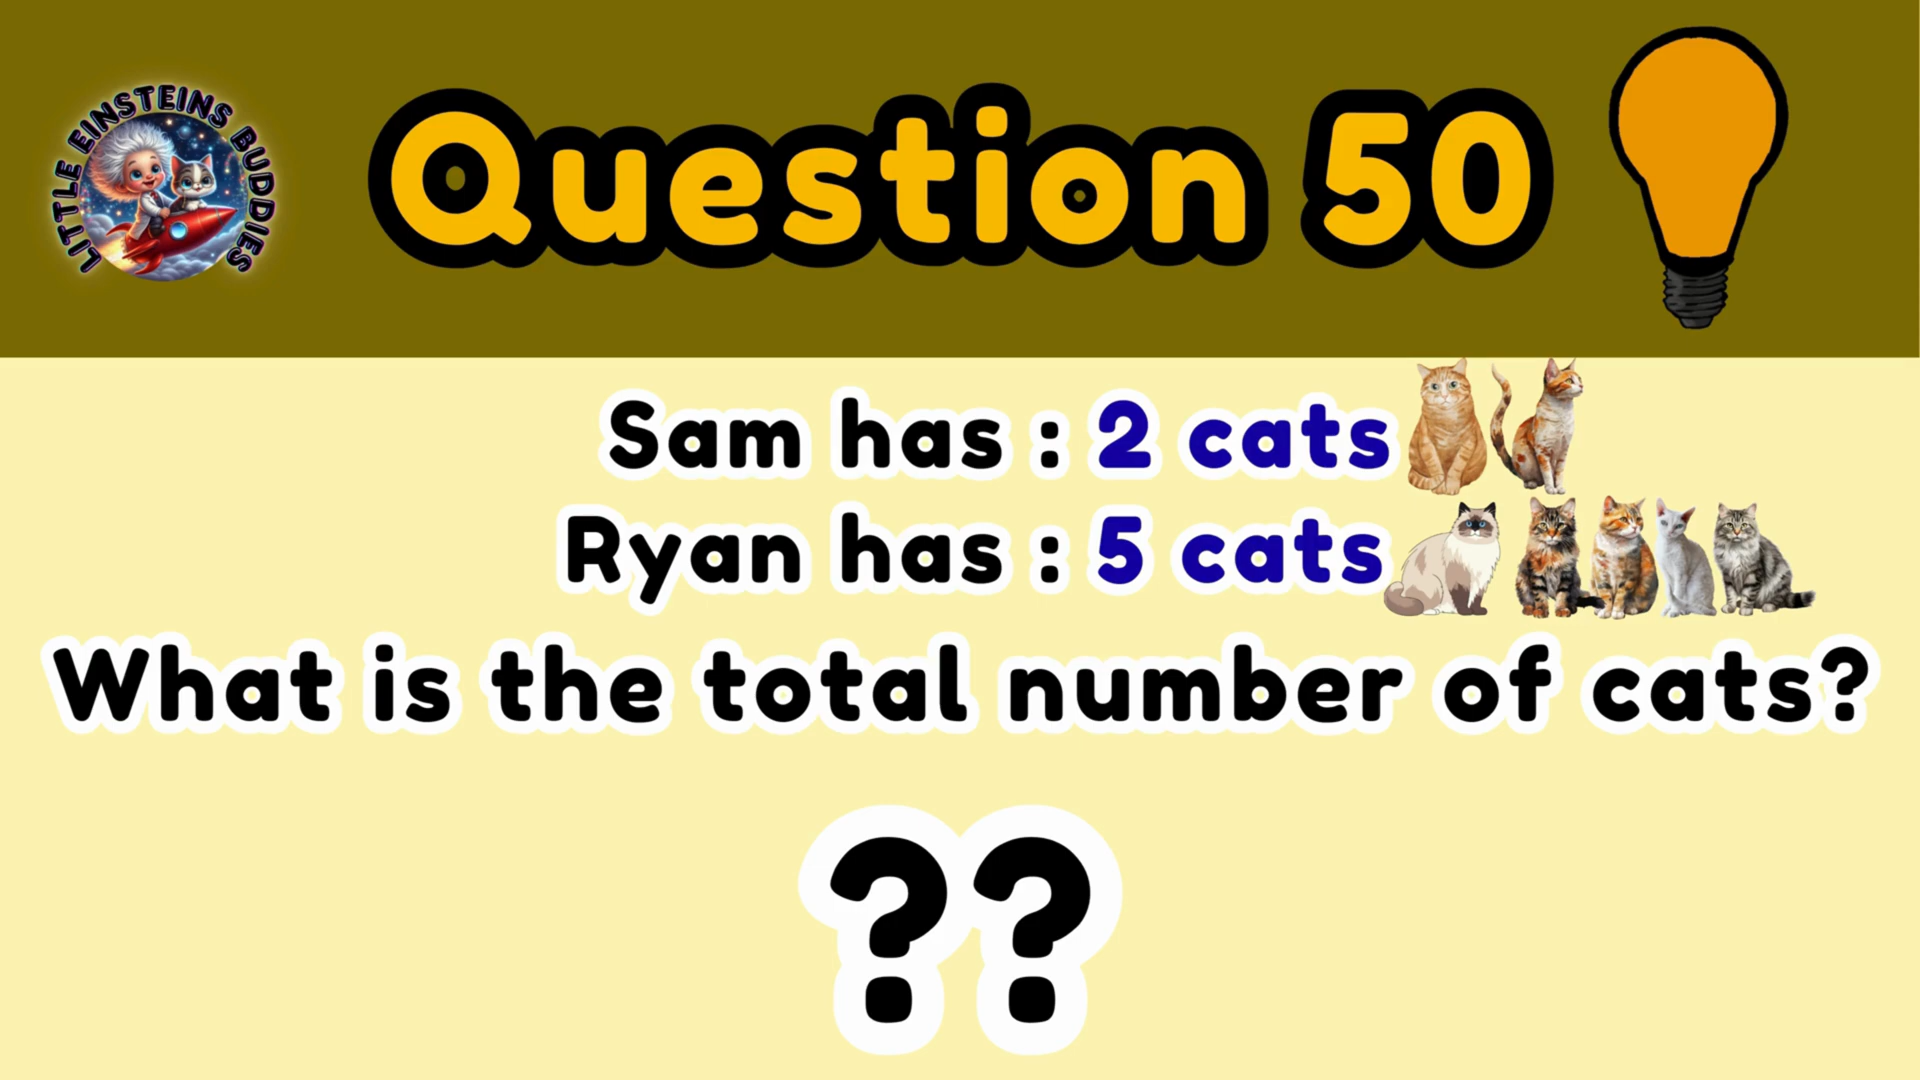 LITTLE EINSTEINS BUDDIES
Question 50
Sam has : 2 cats
Ryan has : 5 cats
What is the total number of cats?
??